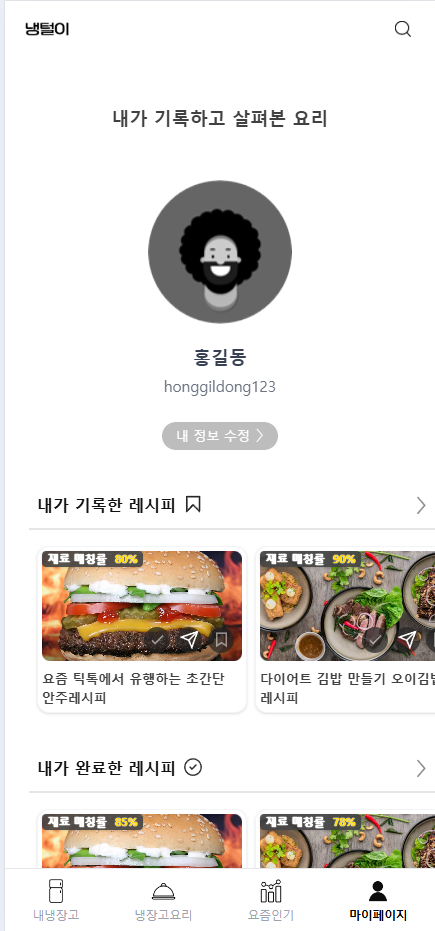 냉털이
내가 기록하고 살펴본 요리
홍길동
honggildong123
내 정보 수정
내가 기록한 레시피
재료 매칭률 80%
요즘 틱톡에서 유행하는 초간단
안주레시피
재료 매칭률 90%
다이어트 김밥 만들기 오이김밥
레시피
내가 완료한 레시피
재료 매칭률 85%
재료 매칭률 78%
내냉장고
냉장고요리
요즘인기
마이페이지